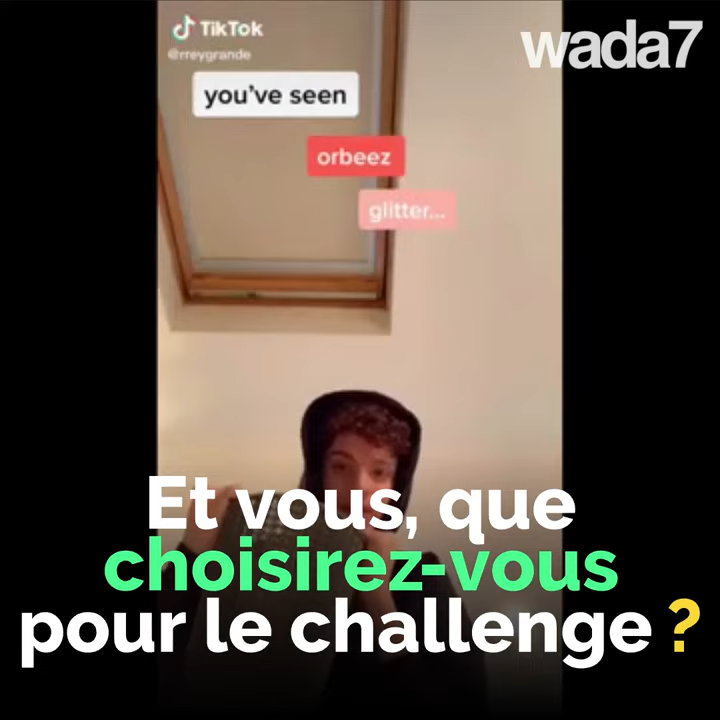 TikTok
wada7
@rreygrande
you've seen
orbeez
glitter...
Et vous, que
choisirez-vous
pour le challenge ?